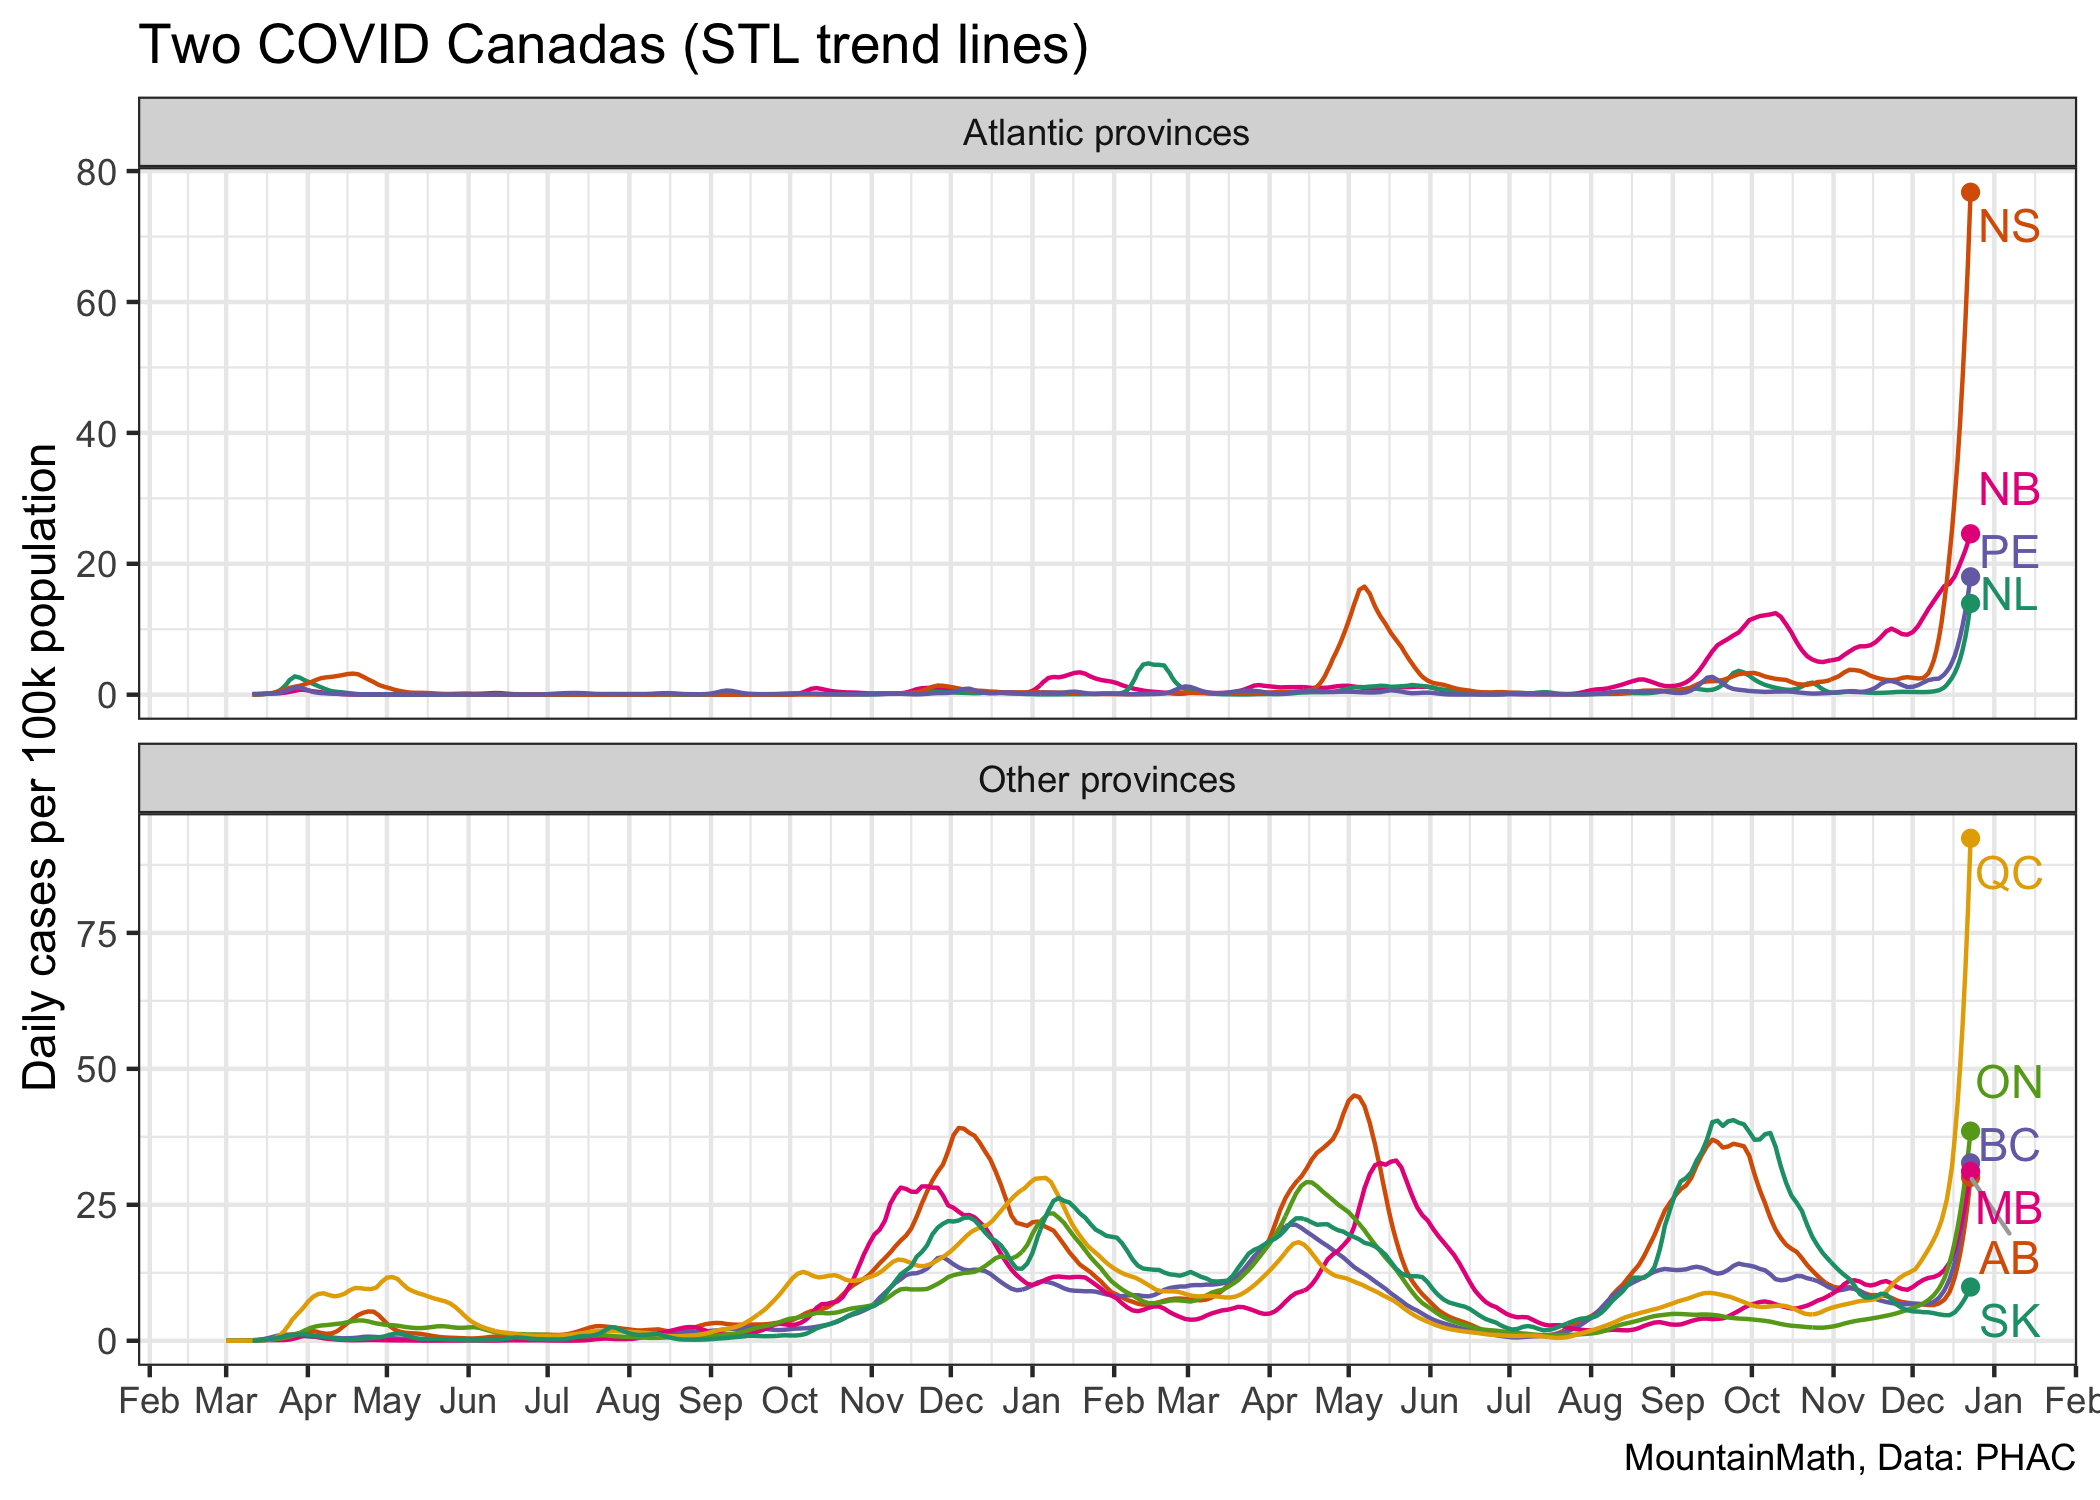 Two COVID Canadas (STL trend lines)
Atlantic provinces
Daily cases per 100k population
80
60
40
20
0
NS
NB
PE
NL
Other provinces
75
50
25
0
QC
ON
BC
MB
AB
SK
Feb Mar Apr May Jun Jul Aug Sep Oct Nov Dec Jan Feb Mar Apr May Jun Jul Aug Sep Oct Nov Dec Jan Feb
MountainMath, Data: PHAC